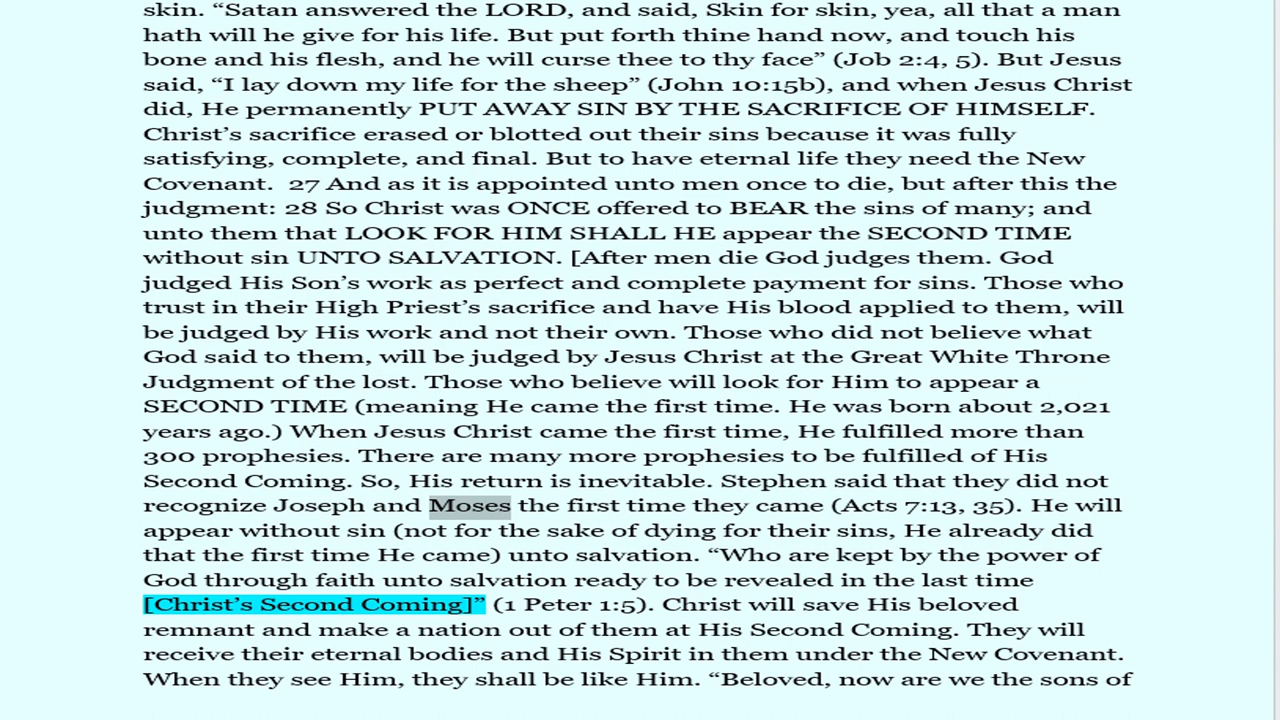 skin. “Satan answered the LORD, and said, Skin for skin, yea, all that a man
hath will he give for his life. But put forth thine hand now, and touch his
bone and his flesh, and he will curse thee to thy face” (Job 2:4, 5). But Jesus
said, “I lay down my life for the sheep” (John 10:15b), and when Jesus Christ
did, He permanently PUT AWAY SIN BY THE SACRIFICE OF HIMSELF.
Christ’s sacrifice erased or blotted out their sins because it was fully
satisfying, complete, and final. But to have eternal life they need the New
Covenant.  27 And as it is appointed unto men once to die, but after this the
judgment: 28 So Christ was ONCE offered to BEAR the sins of many; and
unto them that LOOK FOR HIM SHALL HE appear the SECOND TIME
without sin UNTO SALVATION. [After men die God judges them. God
judged His Son’s work as perfect and complete payment for sins. Those who
trust in their High Priest’s sacrifice and have His blood applied to them, will
be judged by His work and not their own. Those who did not believe what
God said to them, will be judged by Jesus Christ at the Great White Throne
Judgment of the lost. Those who believe will look for Him to appear a
SECOND TIME (meaning He came the first time. He was born about 2,021
years ago.) When Jesus Christ came the first time, He fulfilled more than
300 prophesies. There are many more prophesies to be fulfilled of His
Second Coming. So, His return is inevitable. Stephen said that they did not
recognize Joseph and Moses the first time they came (Acts 7:13, 35). He will
appear without sin (not for the sake of dying for their sins, He already did
that the first time He came) unto salvation. “Who are kept by the power of
God through faith unto salvation ready to be revealed in the last time
[Christ’s Second Coming]” (1 Peter 1:5). Christ will save His beloved
remnant and make a nation out of them at His Second Coming. They will
receive their eternal bodies and His Spirit in them under the New Covenant.
When they see Him, they shall be like Him. “Beloved, now are we the sons of